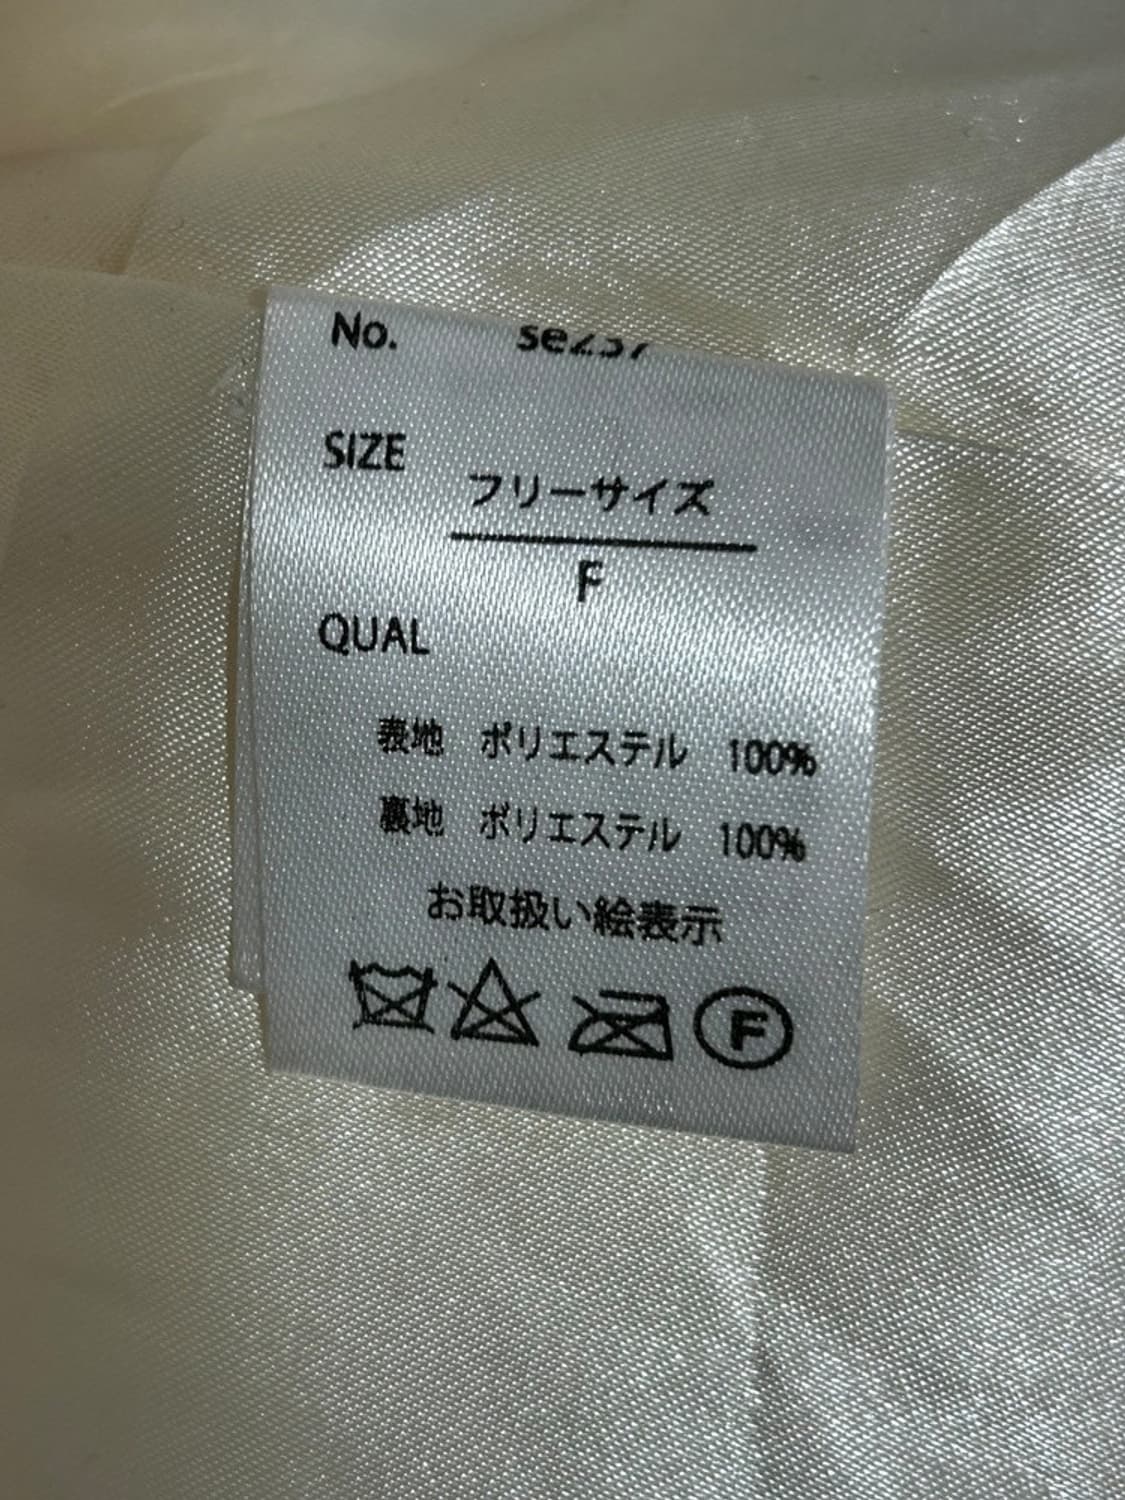 No. se237
SIZE
フリーサイズ
F
QUAL
表地 ポリエステル 100%
裏地 ポリエステル 100%
お取扱い絵表示
F